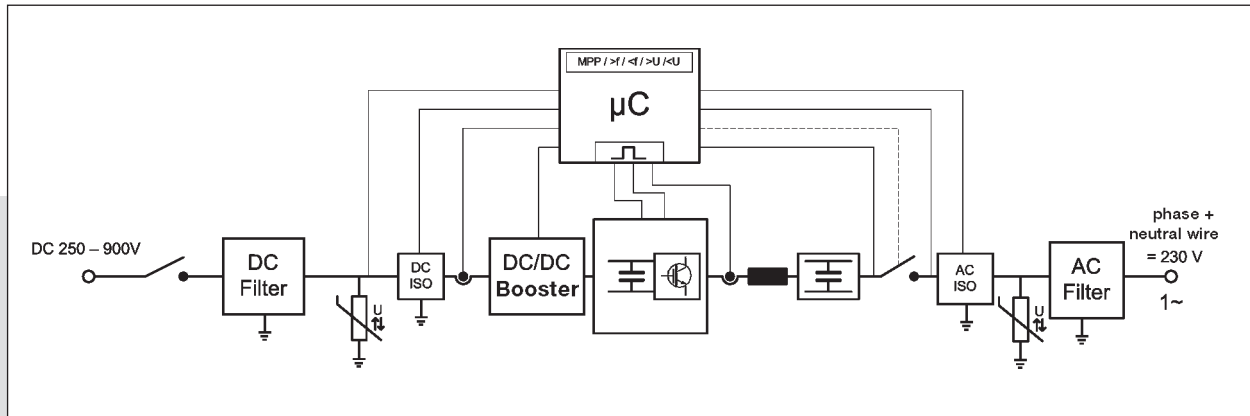 MPP / >f / <f / >U /<U
µC
DC 250 – 900V
DC
Filter
U
DC
ISO
DC/DC
Booster
AC
ISO
U
AC
Filter
phase +
neutral wire
= 230 V
1~